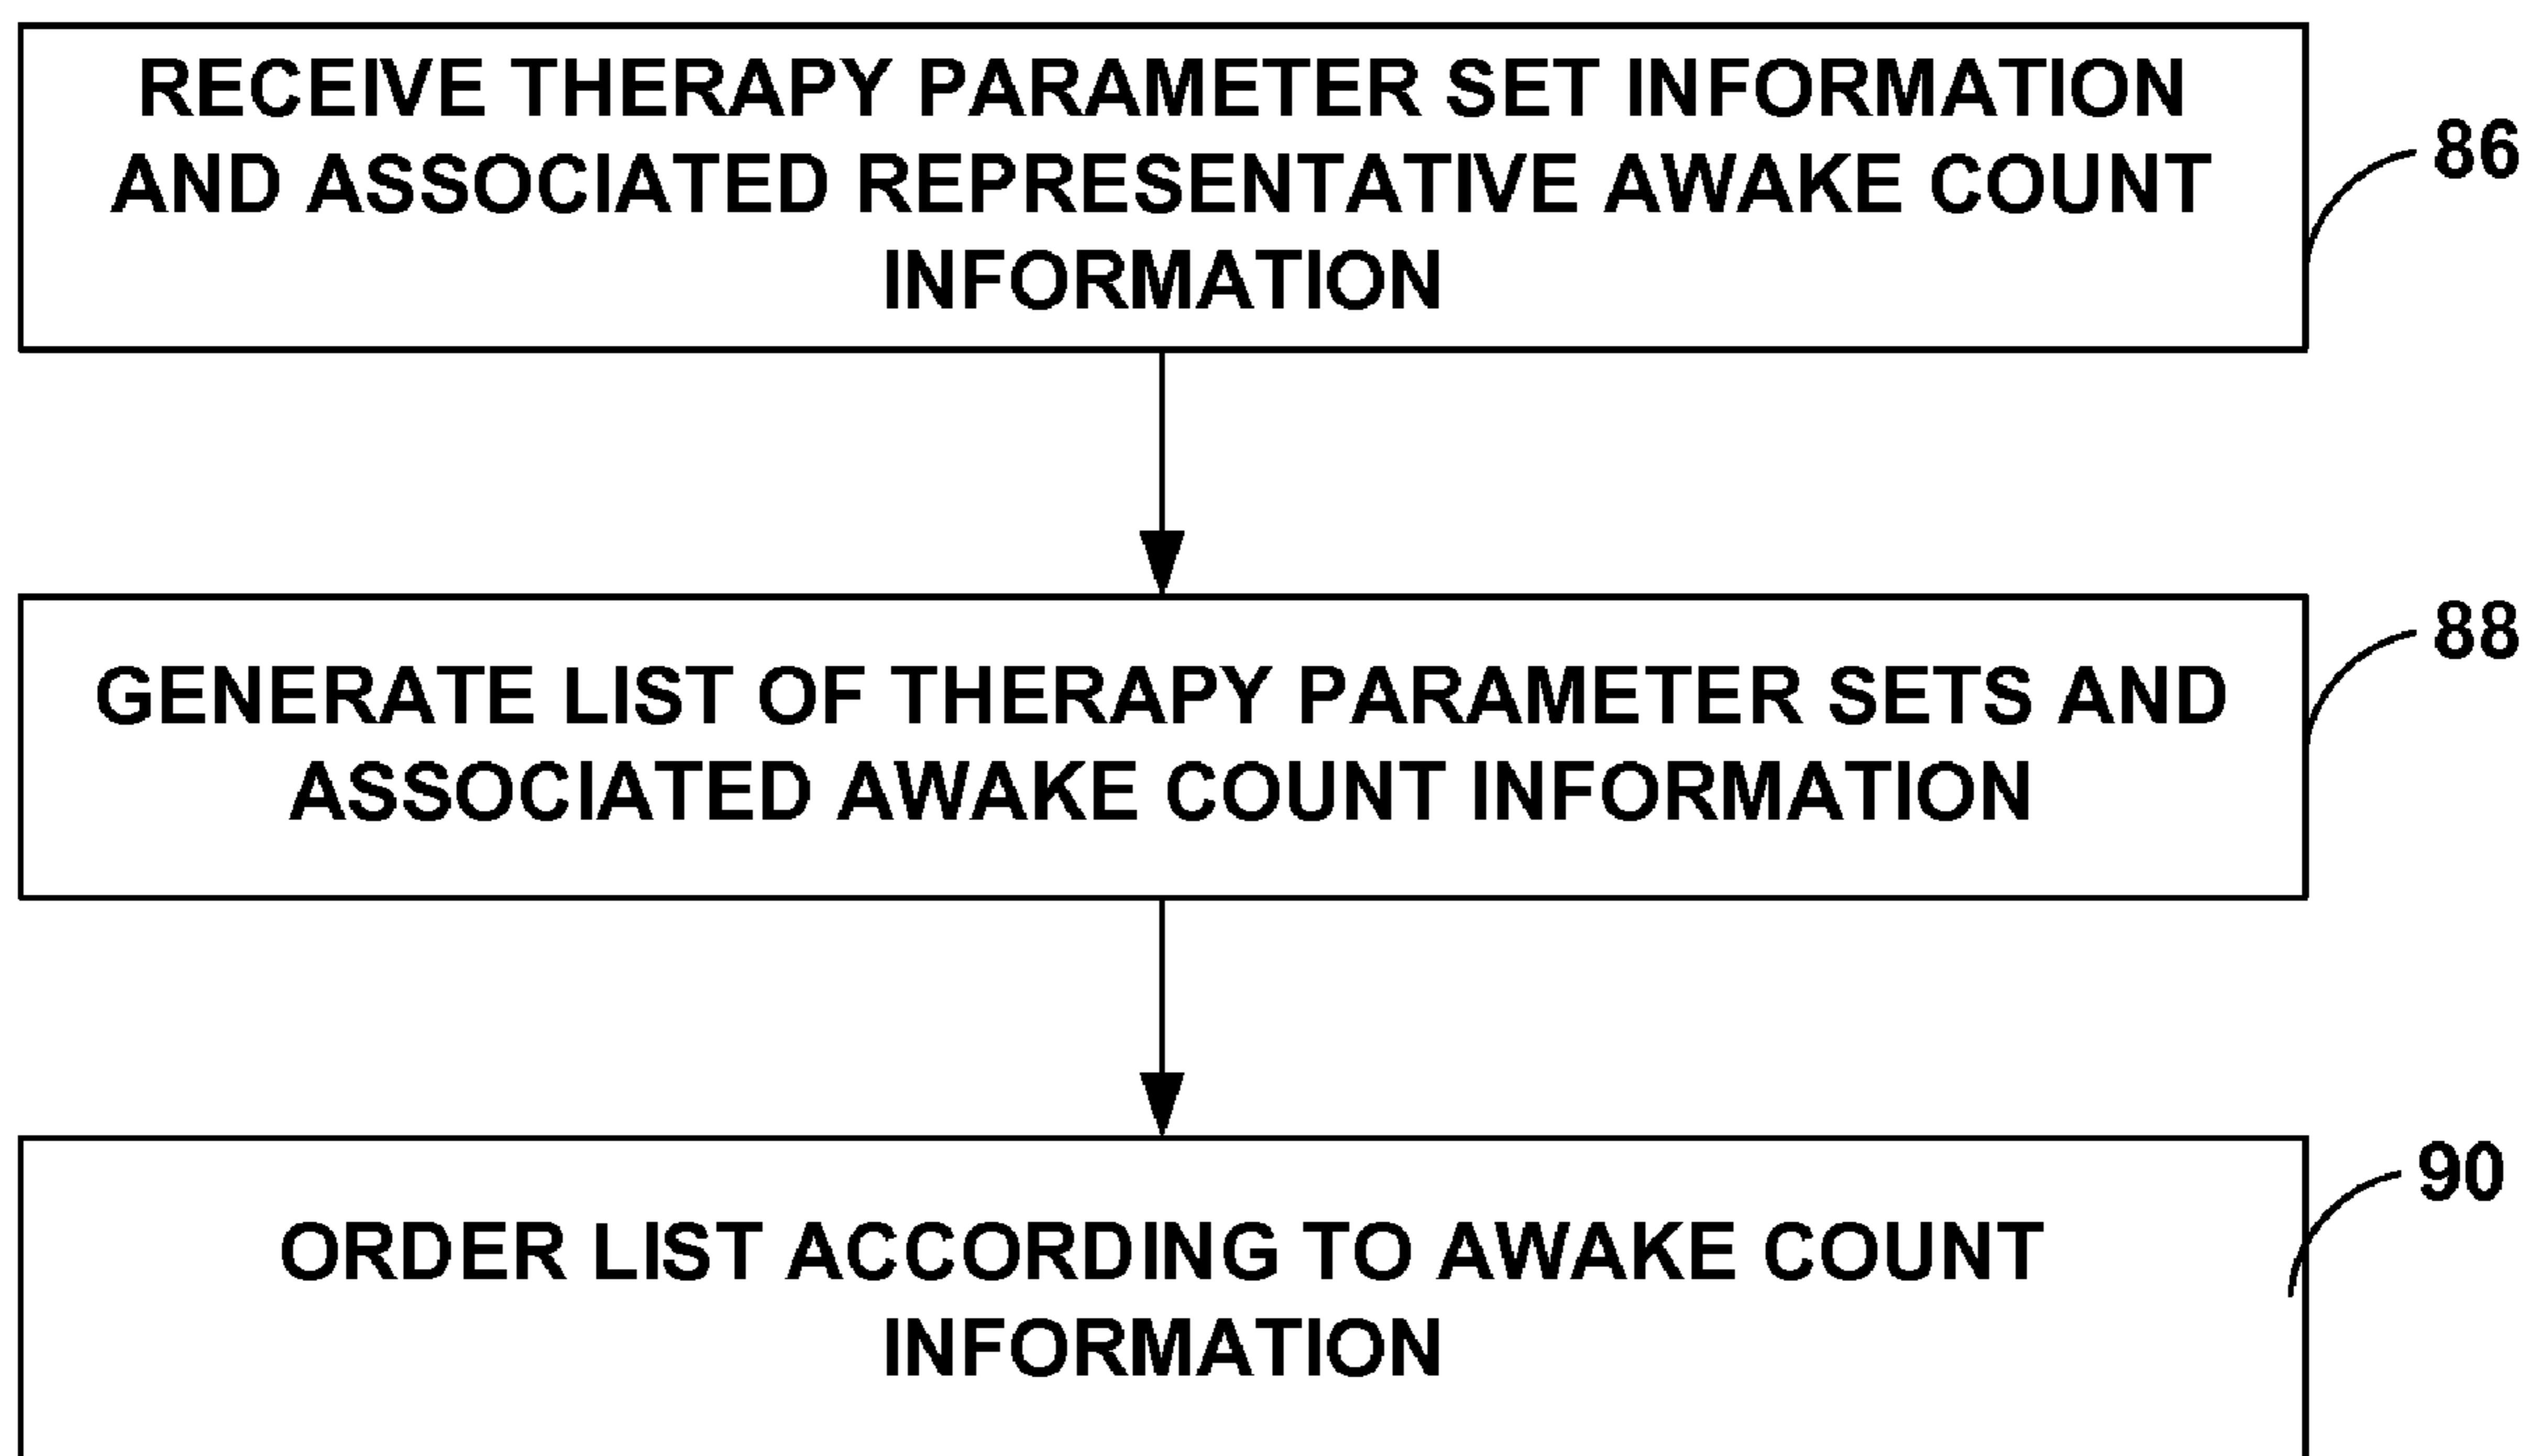 RECEIVE THERAPY PARAMETER SET INFORMATION
AND ASSOCIATED REPRESENTATIVE AWAKE COUNT
INFORMATION
86
GENERATE LIST OF THERAPY PARAMETER SETS AND
ASSOCIATED AWAKE COUNT INFORMATION
88
ORDER LIST ACCORDING TO AWAKE COUNT
INFORMATION
90